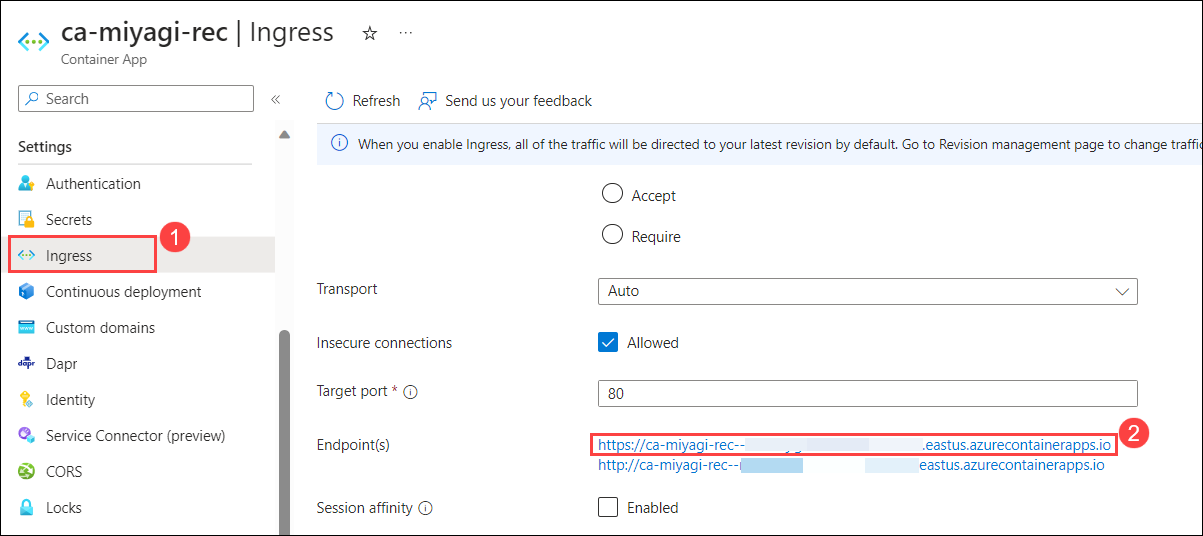 ca-miyagi-rec | Ingress
Container App
Search
Refresh
Send us your feedback
When you enable Ingress, all of the traffic will be directed to your latest revision by default. Go to Revision management page to change traffic
Settings
Authentication
Secrets
Ingress
1
Continuous deployment
Custom domains
dapr Dapr
Identity
Service Connector (preview)
CORS
Locks
Accept
Require
Transport
Auto
Insecure connections
Allowed
Target port *
80
Endpoint(s)
https://ca-miyagi-rec-- .eastus.azurecontainerapps.io
2
http://ca-miyagi-rec-- eastus.azurecontainerapps.io
Session affinity
Enabled